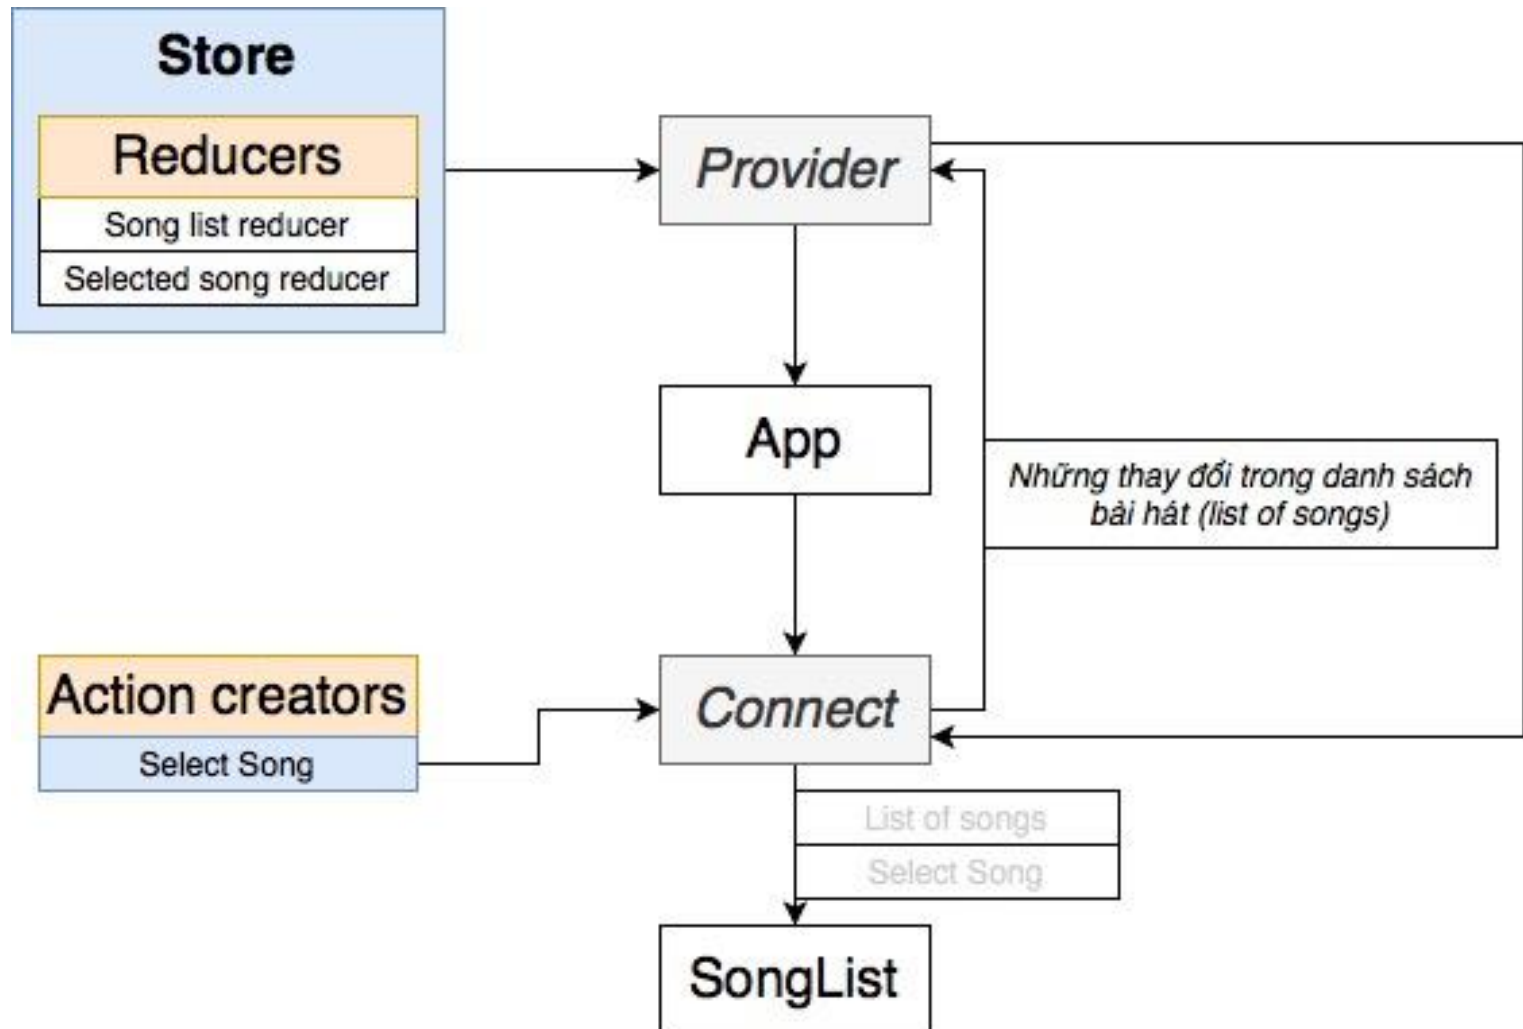 Store
Reducers
Song list reducer
Selected song reducer
Provider
App
Những thay đổi trong danh sách
bài hát (list of songs)
Action creators
Select Song
Connect
List of songs
Select Song
SongList